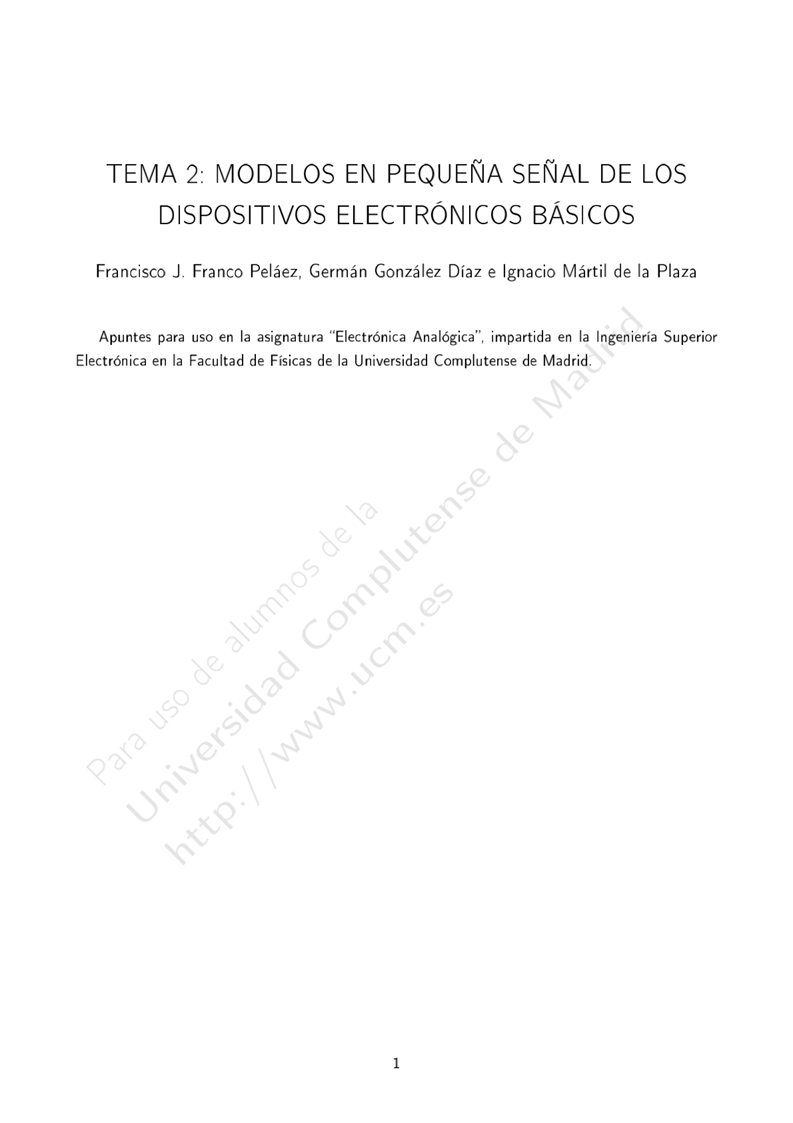 TEMA 2: MODELOS EN PEQUEÑA SEÑAL DE LOS
DISPOSITIVOS ELECTRÓNICOS BÁSICOS
Francisco J. Franco Peláez, Germán González Díaz e Ignacio Mártil de la Plaza
Apuntes para uso en la asignatura “Electrónica Analógica”, impartida en la Ingeniería Superior
Electrónica en la Facultad de Físicas de la Universidad Complutense de Madrid.
Para uso de alumnos de la
Universidad Complutense de Madrid
http://www.ucm.es
1